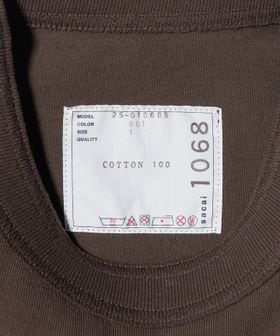 MODEL 25-01068S
COLOR 601
SIZE 1
QUALITY
COTTON 100
sacai 1068